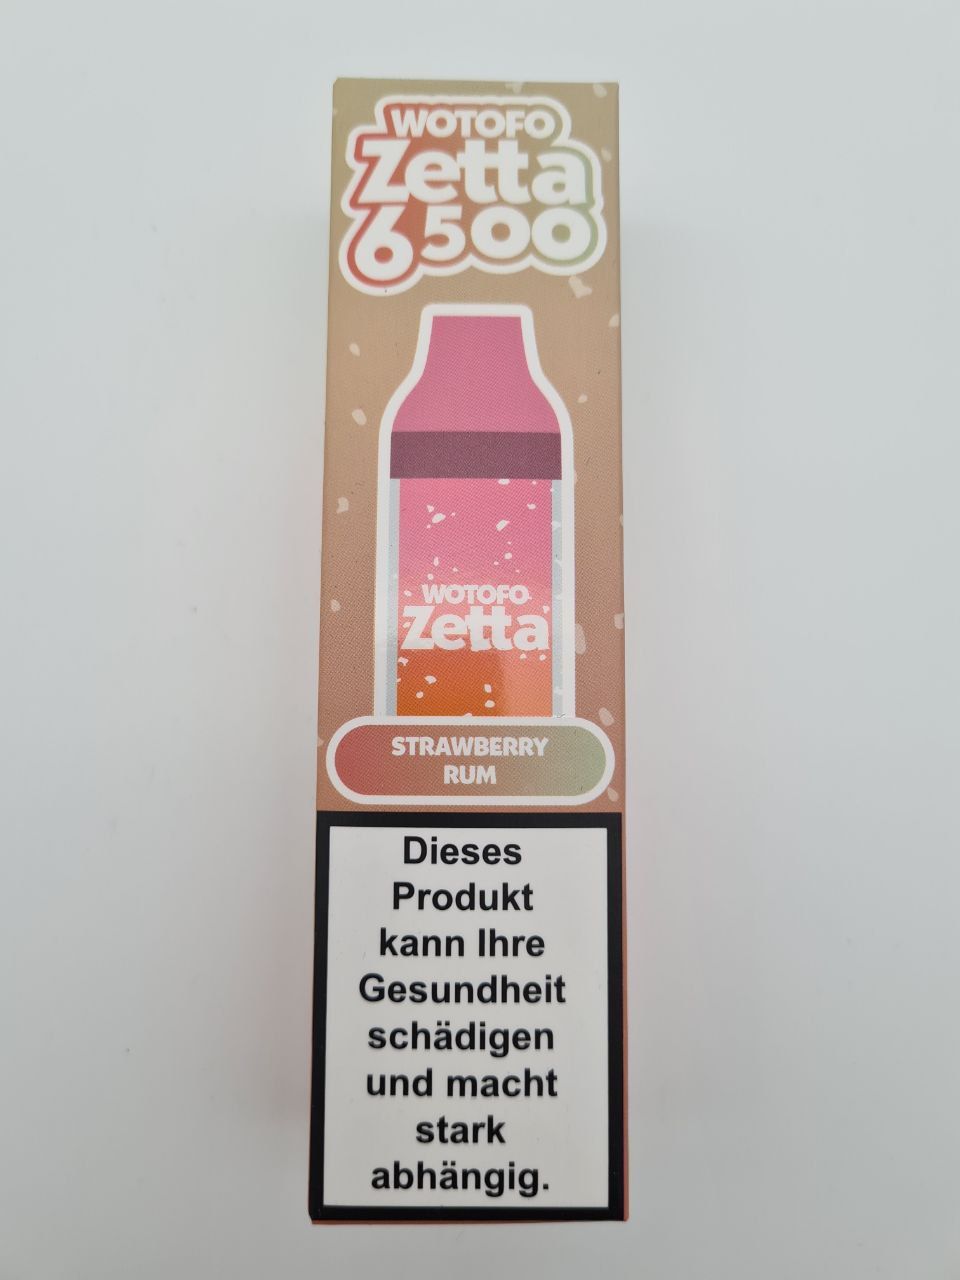 WOTOFO
Zetta
6500
WOTOFO
Zetta
STRAWBERRY
RUM
Dieses
Produkt
kann Ihre
Gesundheit
schädigen
und macht
stark
abhängig.